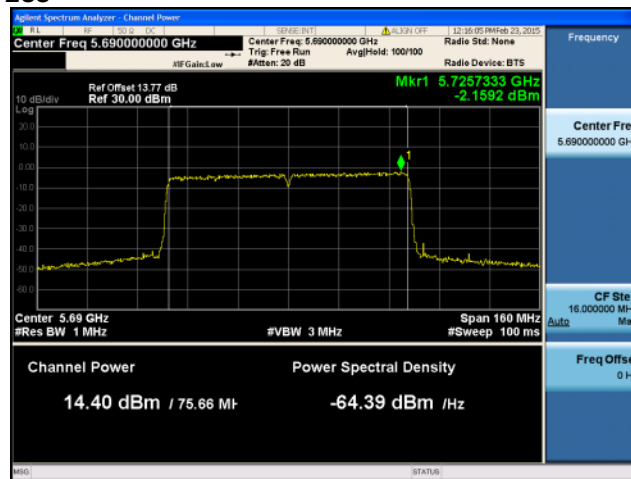 Agilent Spectrum Analyzer - Channel Power
RL RF 50 Ω DC SENSE:INT ALIGN OFF 12:16:05 PM Feb 23, 2015
Center Freq 5.690000000 GHz Center Freq: 5.690000000 GHz Radio Std: None Frequency
Trig: Free Run Avg|Hold: 100/100
#IFGain:Low #Atten: 20 dB Radio Device: BTS
Ref Offset 13.77 dB Mkr1 5.7257333 GHz
10 dB/div Ref 30.00 dBm -2.1592 dBm
Log
20.0
10.0
0.00
-10.0
-20.0
-30.0
-40.0
-50.0
-60.0
1
Center Fre
5.690000000 GH
Center 5.69 GHz Span 160 MHz
#Res BW 1 MHz #VBW 3 MHz #Sweep 100 ms
CF Ste
16.000000 MH
Auto Ma
Channel Power Power Spectral Density
14.40 dBm / 75.66 MH -64.39 dBm /Hz
Freq Offse
0 H
MSG STATUS